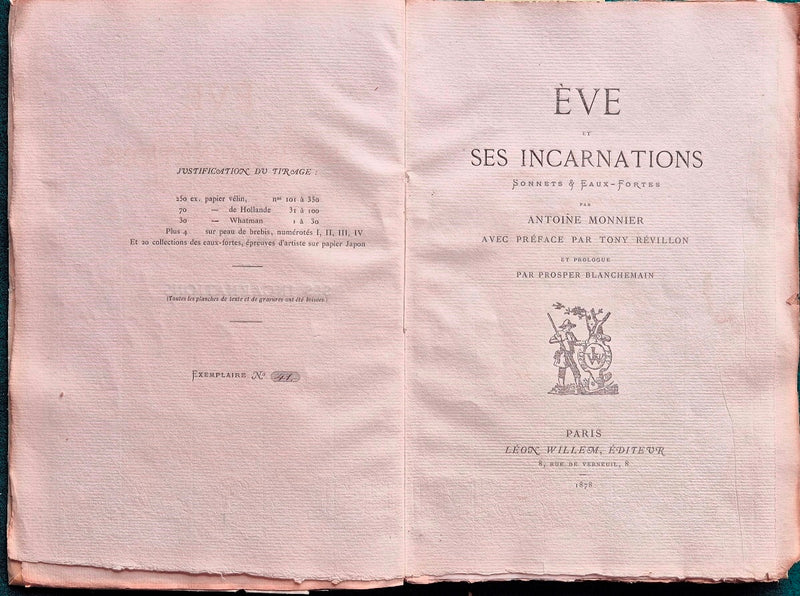 JUSTIFICATION DU TIRAGE :
250 ex. papier vélin, nos 101 à 350
70 — de Hollande 31 à 100
30 — Whatman 1 à 30
Plus 4 sur peau de brebis, numérotés I, II, III, IV
Et 20 collections des eaux-fortes, épreuves d'artiste sur papier Japon
(Toutes les planches de texte et de gravures ont été brisées.)
EXEMPLAIRE No 41.
ÈVE
ET
SES INCARNATIONS
SONNETS & EAUX-FORTES
PAR
ANTOINE MONNIER
AVEC PRÉFACE PAR TONY RÉVILLON
ET PROLOGUE
PAR PROSPER BLANCHEMAIN
PARIS
LÉON WILLEM, ÉDITEUR
8, RUE DE VERNEUIL, 8
1878